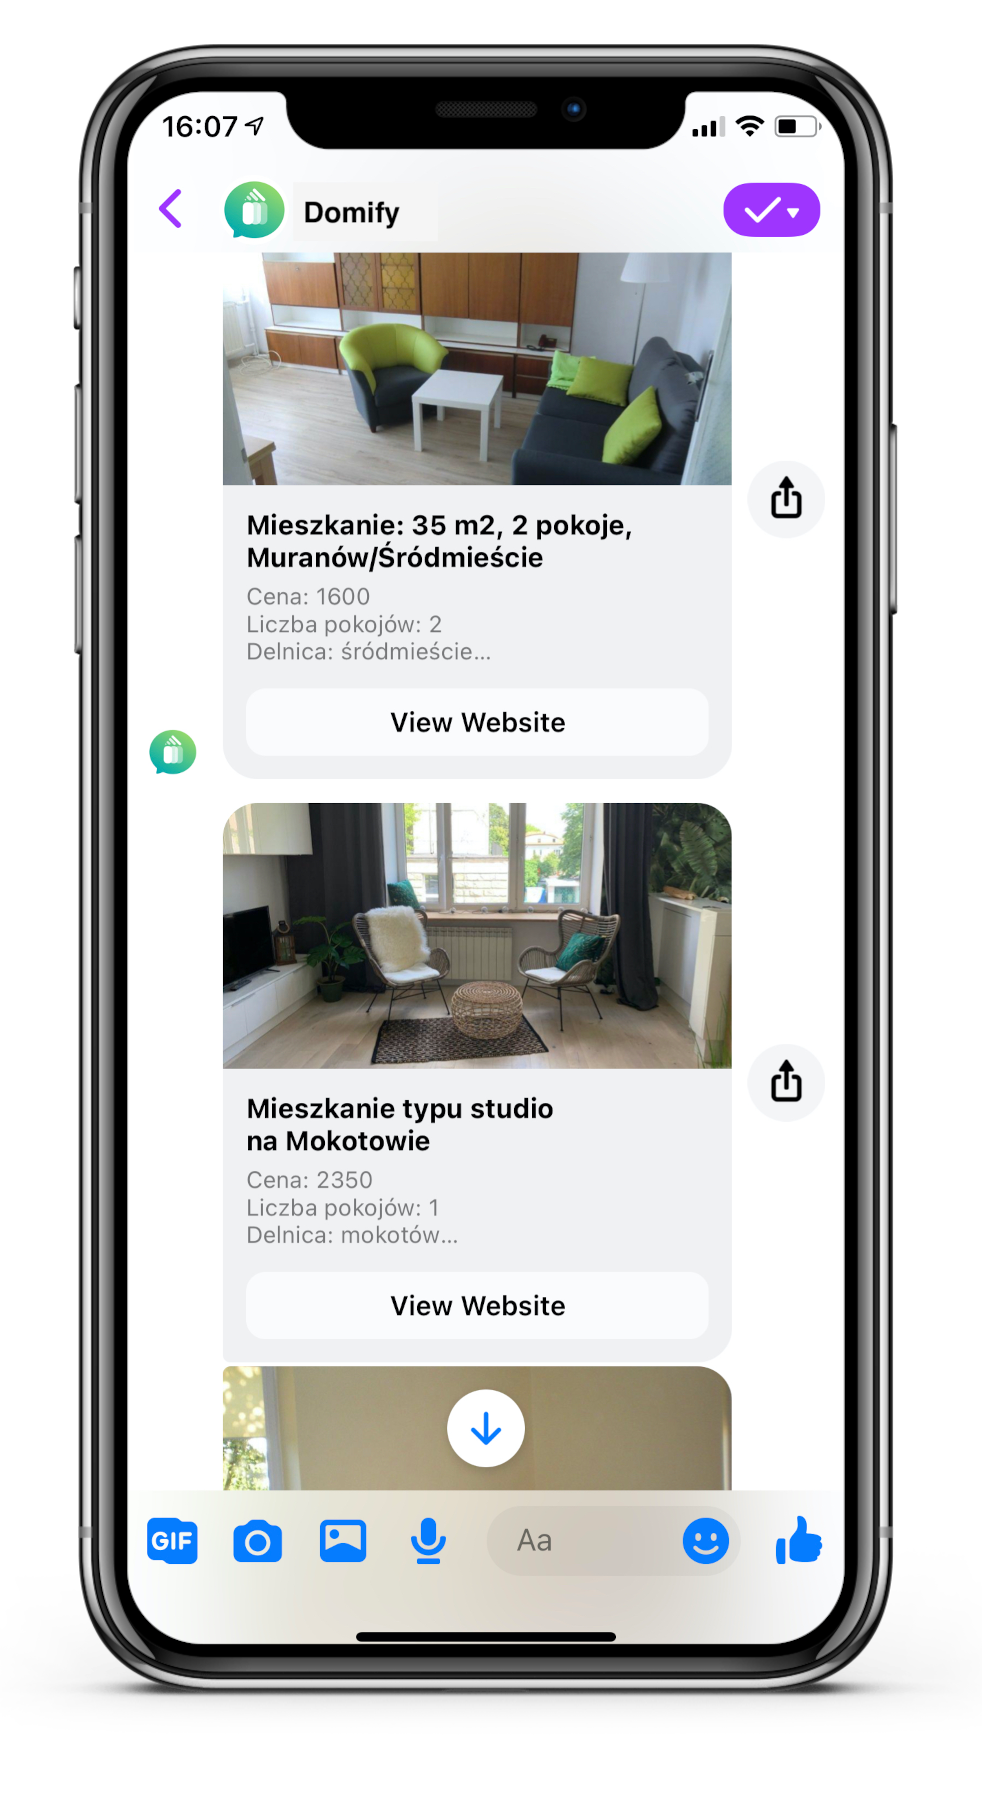 16:07
Domify
Mieszkanie: 35 m2, 2 pokoje,
Muranów/Śródmieście
Cena: 1600
Liczba pokojów: 2
Delnica: śródmieście...
View Website
Mieszkanie typu studio
na Mokotowie
Cena: 2350
Liczba pokojów: 1
Delnica: mokotów...
View Website
GIF
Aa